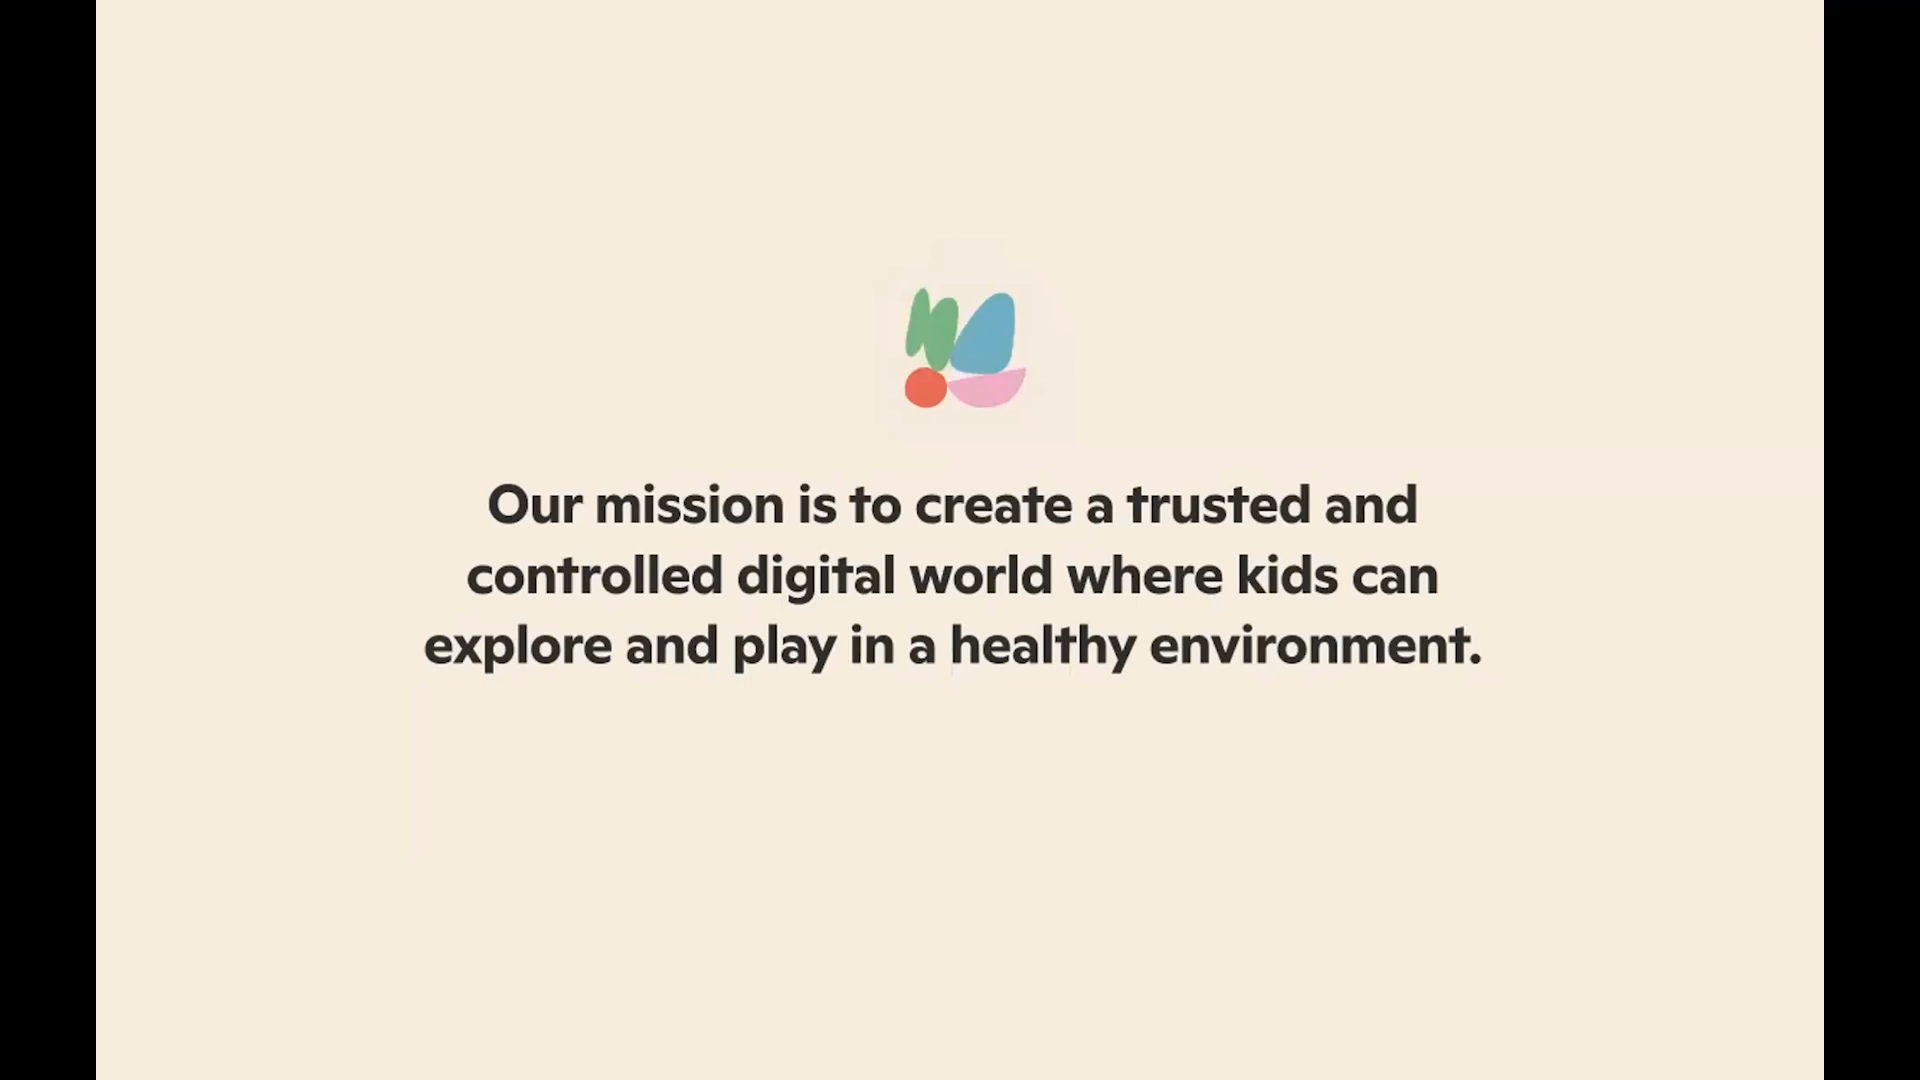 Our mission is to create a trusted and
controlled digital world where kids can
explore and play in a healthy environment.